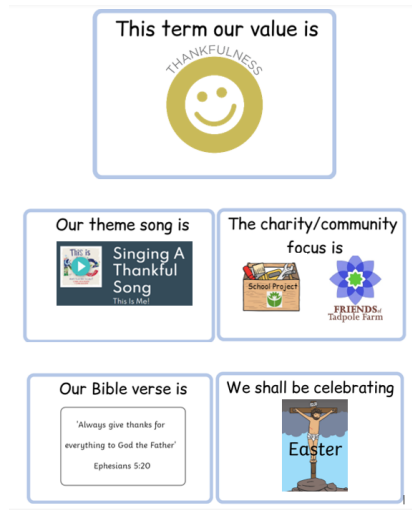 This term our value is
THANKFULNESS
Our theme song is
This is
Singing A
Thankful
Song
This Is Me!
The charity/community
focus is
School Project
FRIENDS of
Tadpole Farm
Our Bible verse is
'Always give thanks for
everything to God the Father'
Ephesians 5:20
We shall be celebrating
Easter